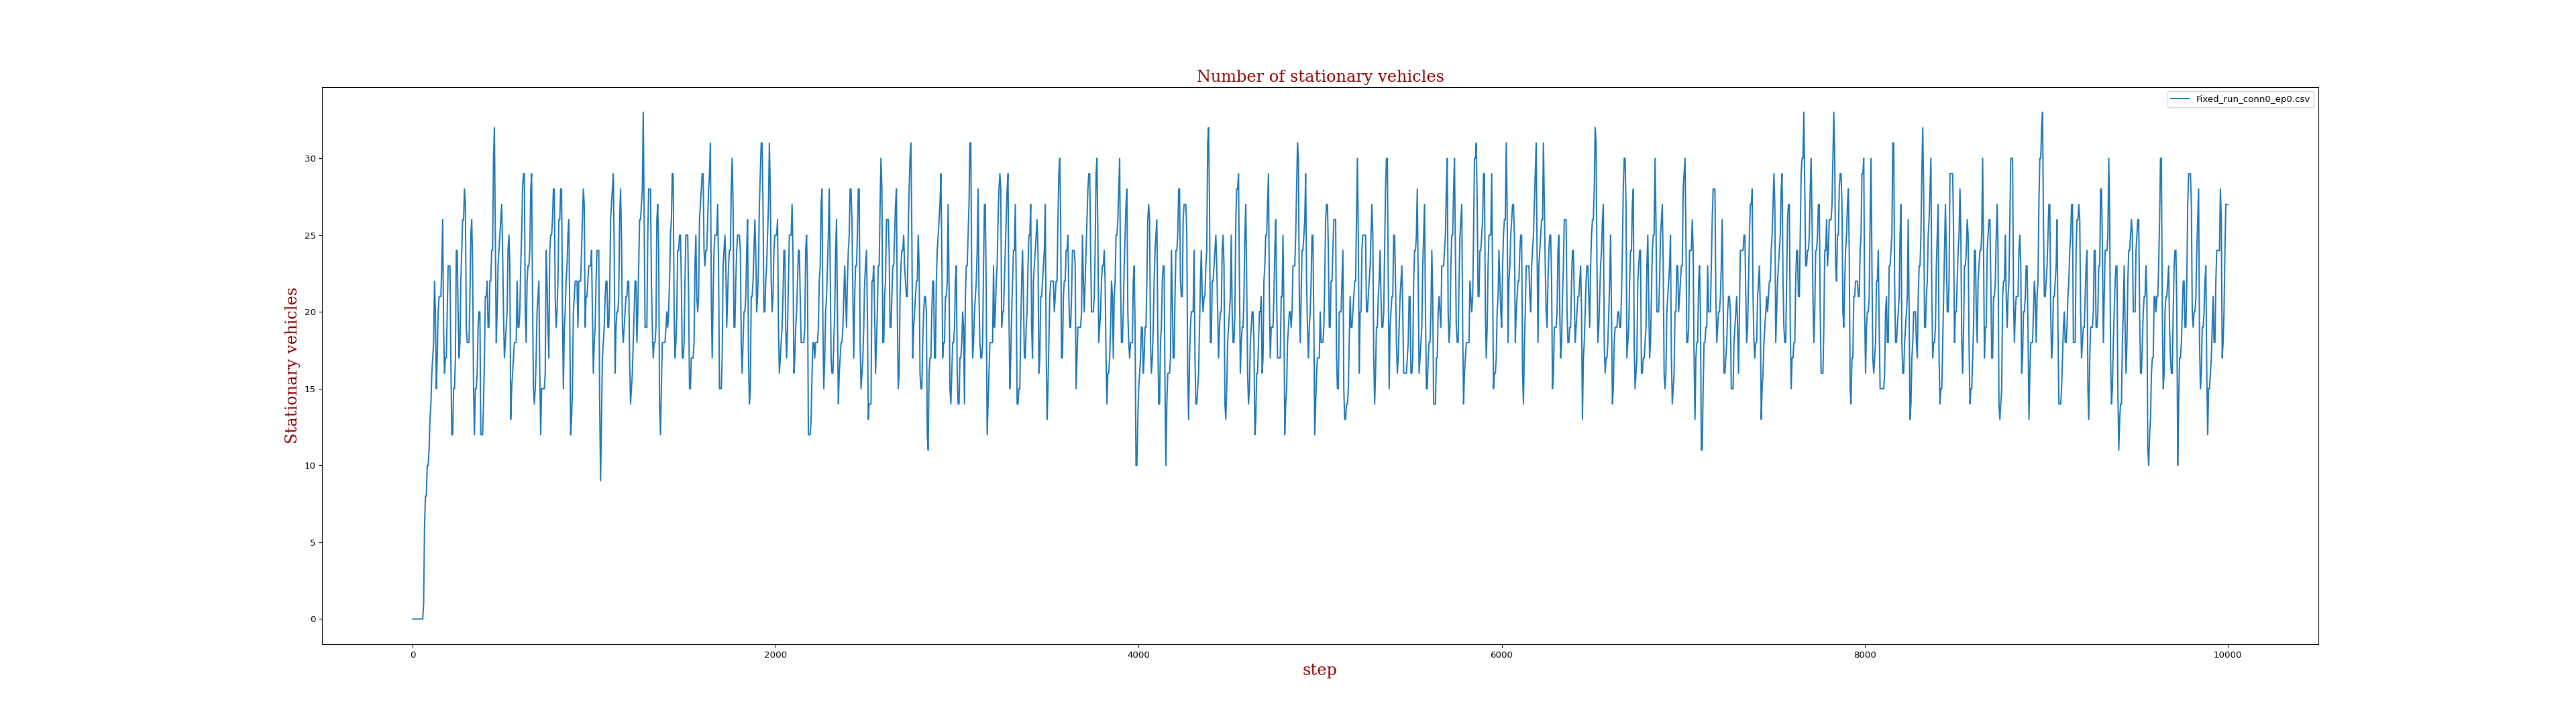 Number of stationary vehicles
Fixed_run_conn0_ep0.csv
Stationary vehicles
30
25
20
15
10
5
0
0 2000 4000 6000 8000 10000
step